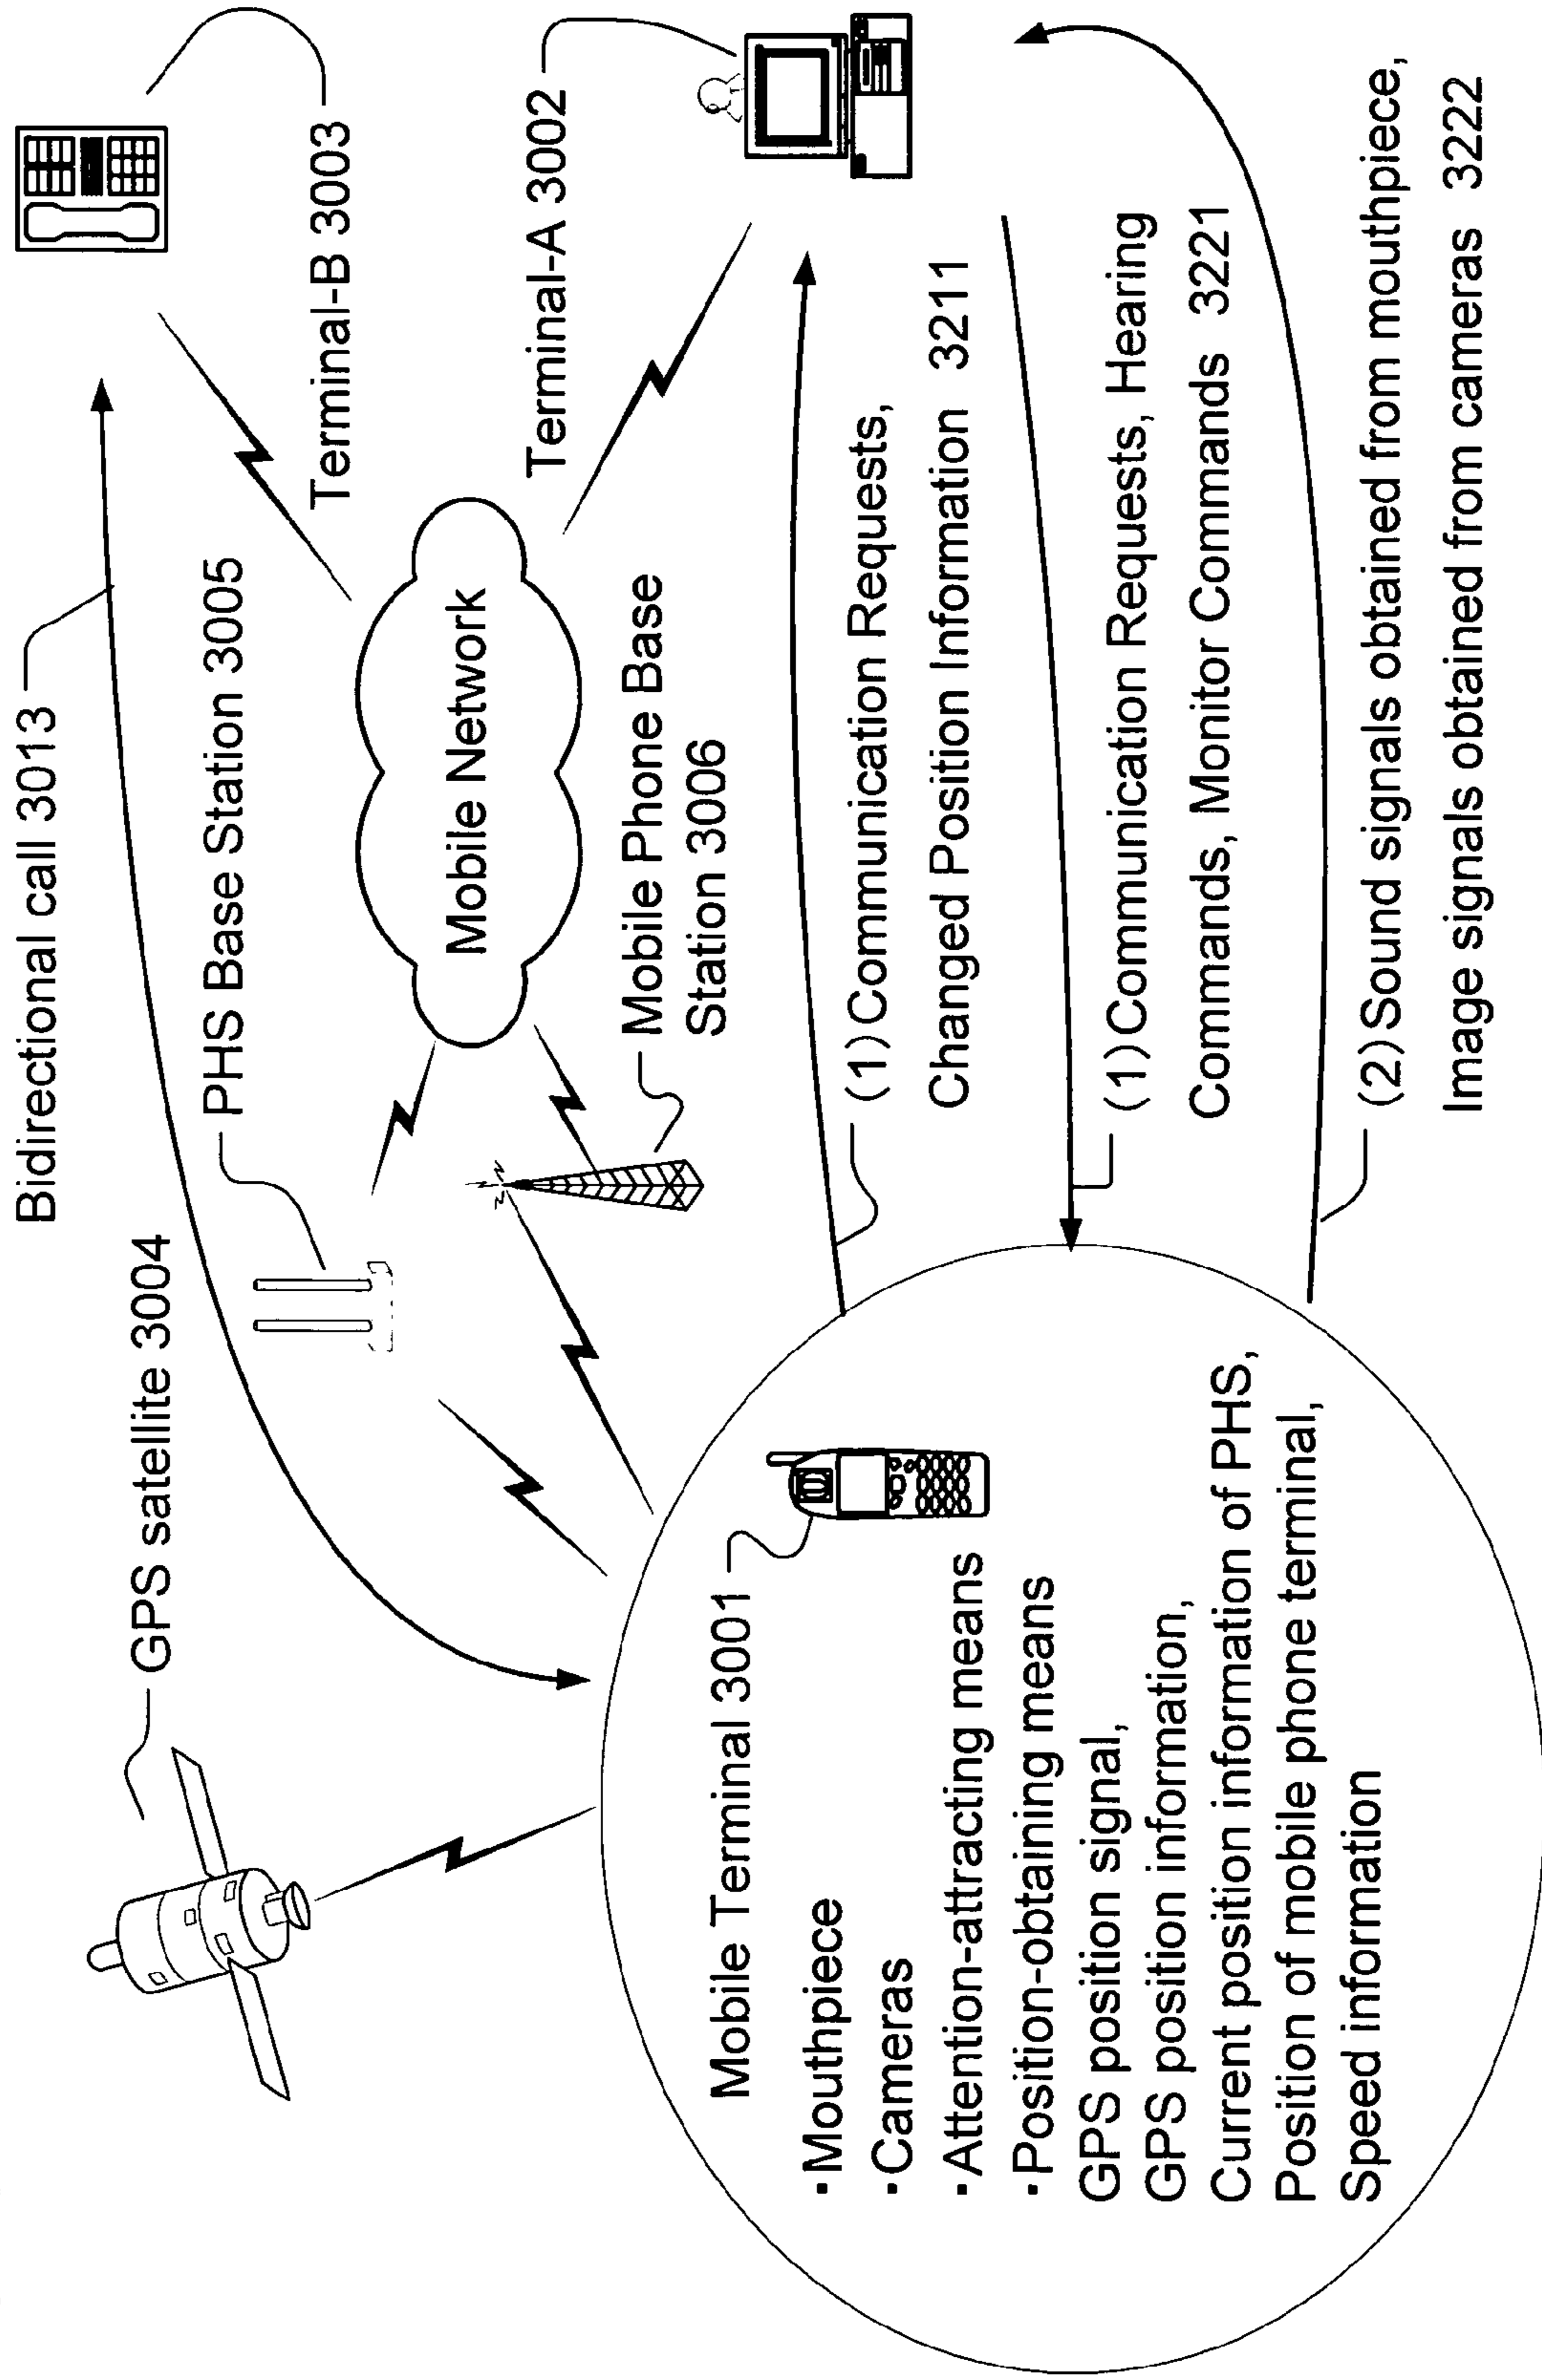 Bidirectional call 3013
GPS satellite 3004
PHS Base Station 3005
Terminal-B 3003
Mobile Network
Terminal-A 3002
Mobile Phone Base
Station 3006
Mobile Terminal 3001
・Mouthpiece
・Cameras
・Attention-attracting means
・Position-obtaining means
GPS position signal,
GPS position information,
Current position information of PHS,
Position of mobile phone terminal,
Speed information
(1)Communication Requests,
Changed Position Information 3211
(1)Communication Requests, Hearing
Commands, Monitor Commands 3221
(2)Sound signals obtained from mouthpiece,
Image signals obtained from cameras 3222